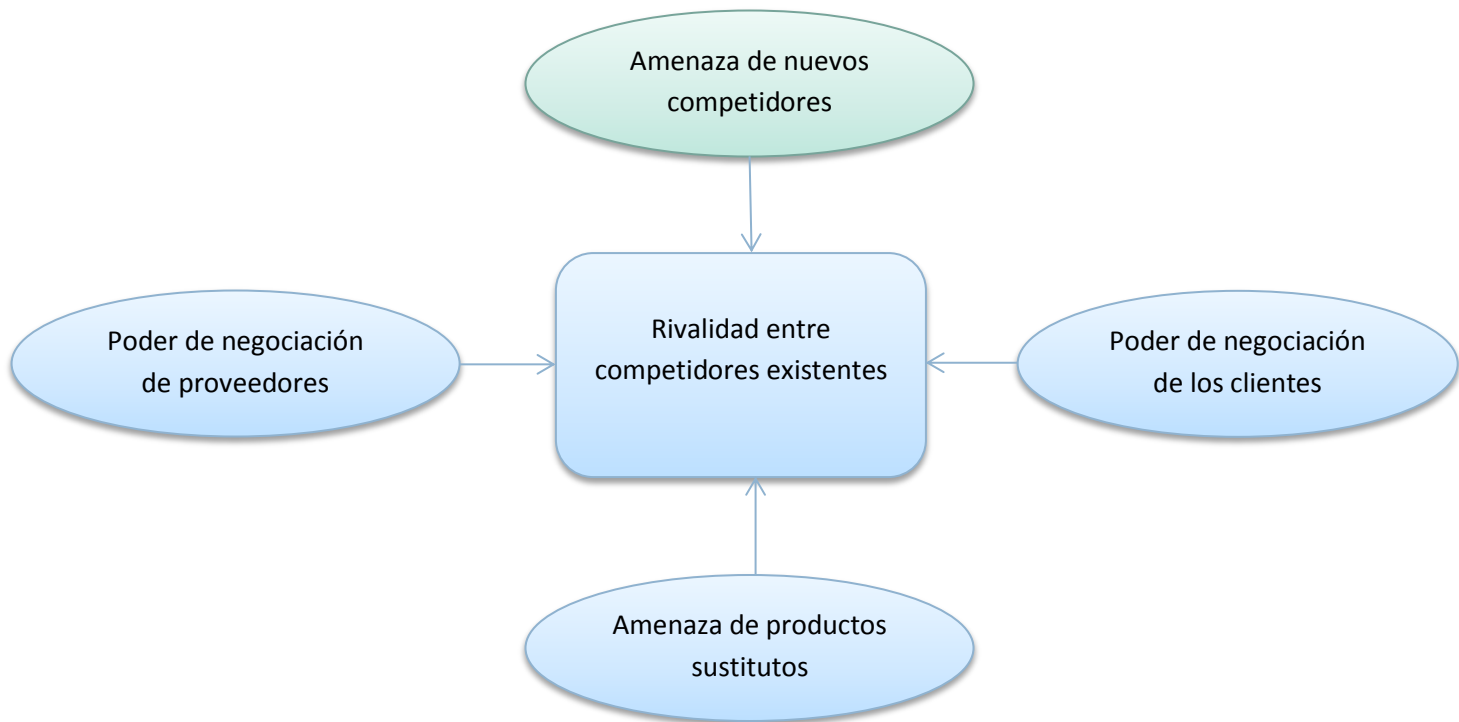 Amenaza de nuevos
competidores
Rivalidad entre
competidores existentes
Poder de negociación
de proveedores
Poder de negociación
de los clientes
Amenaza de productos
sustitutos